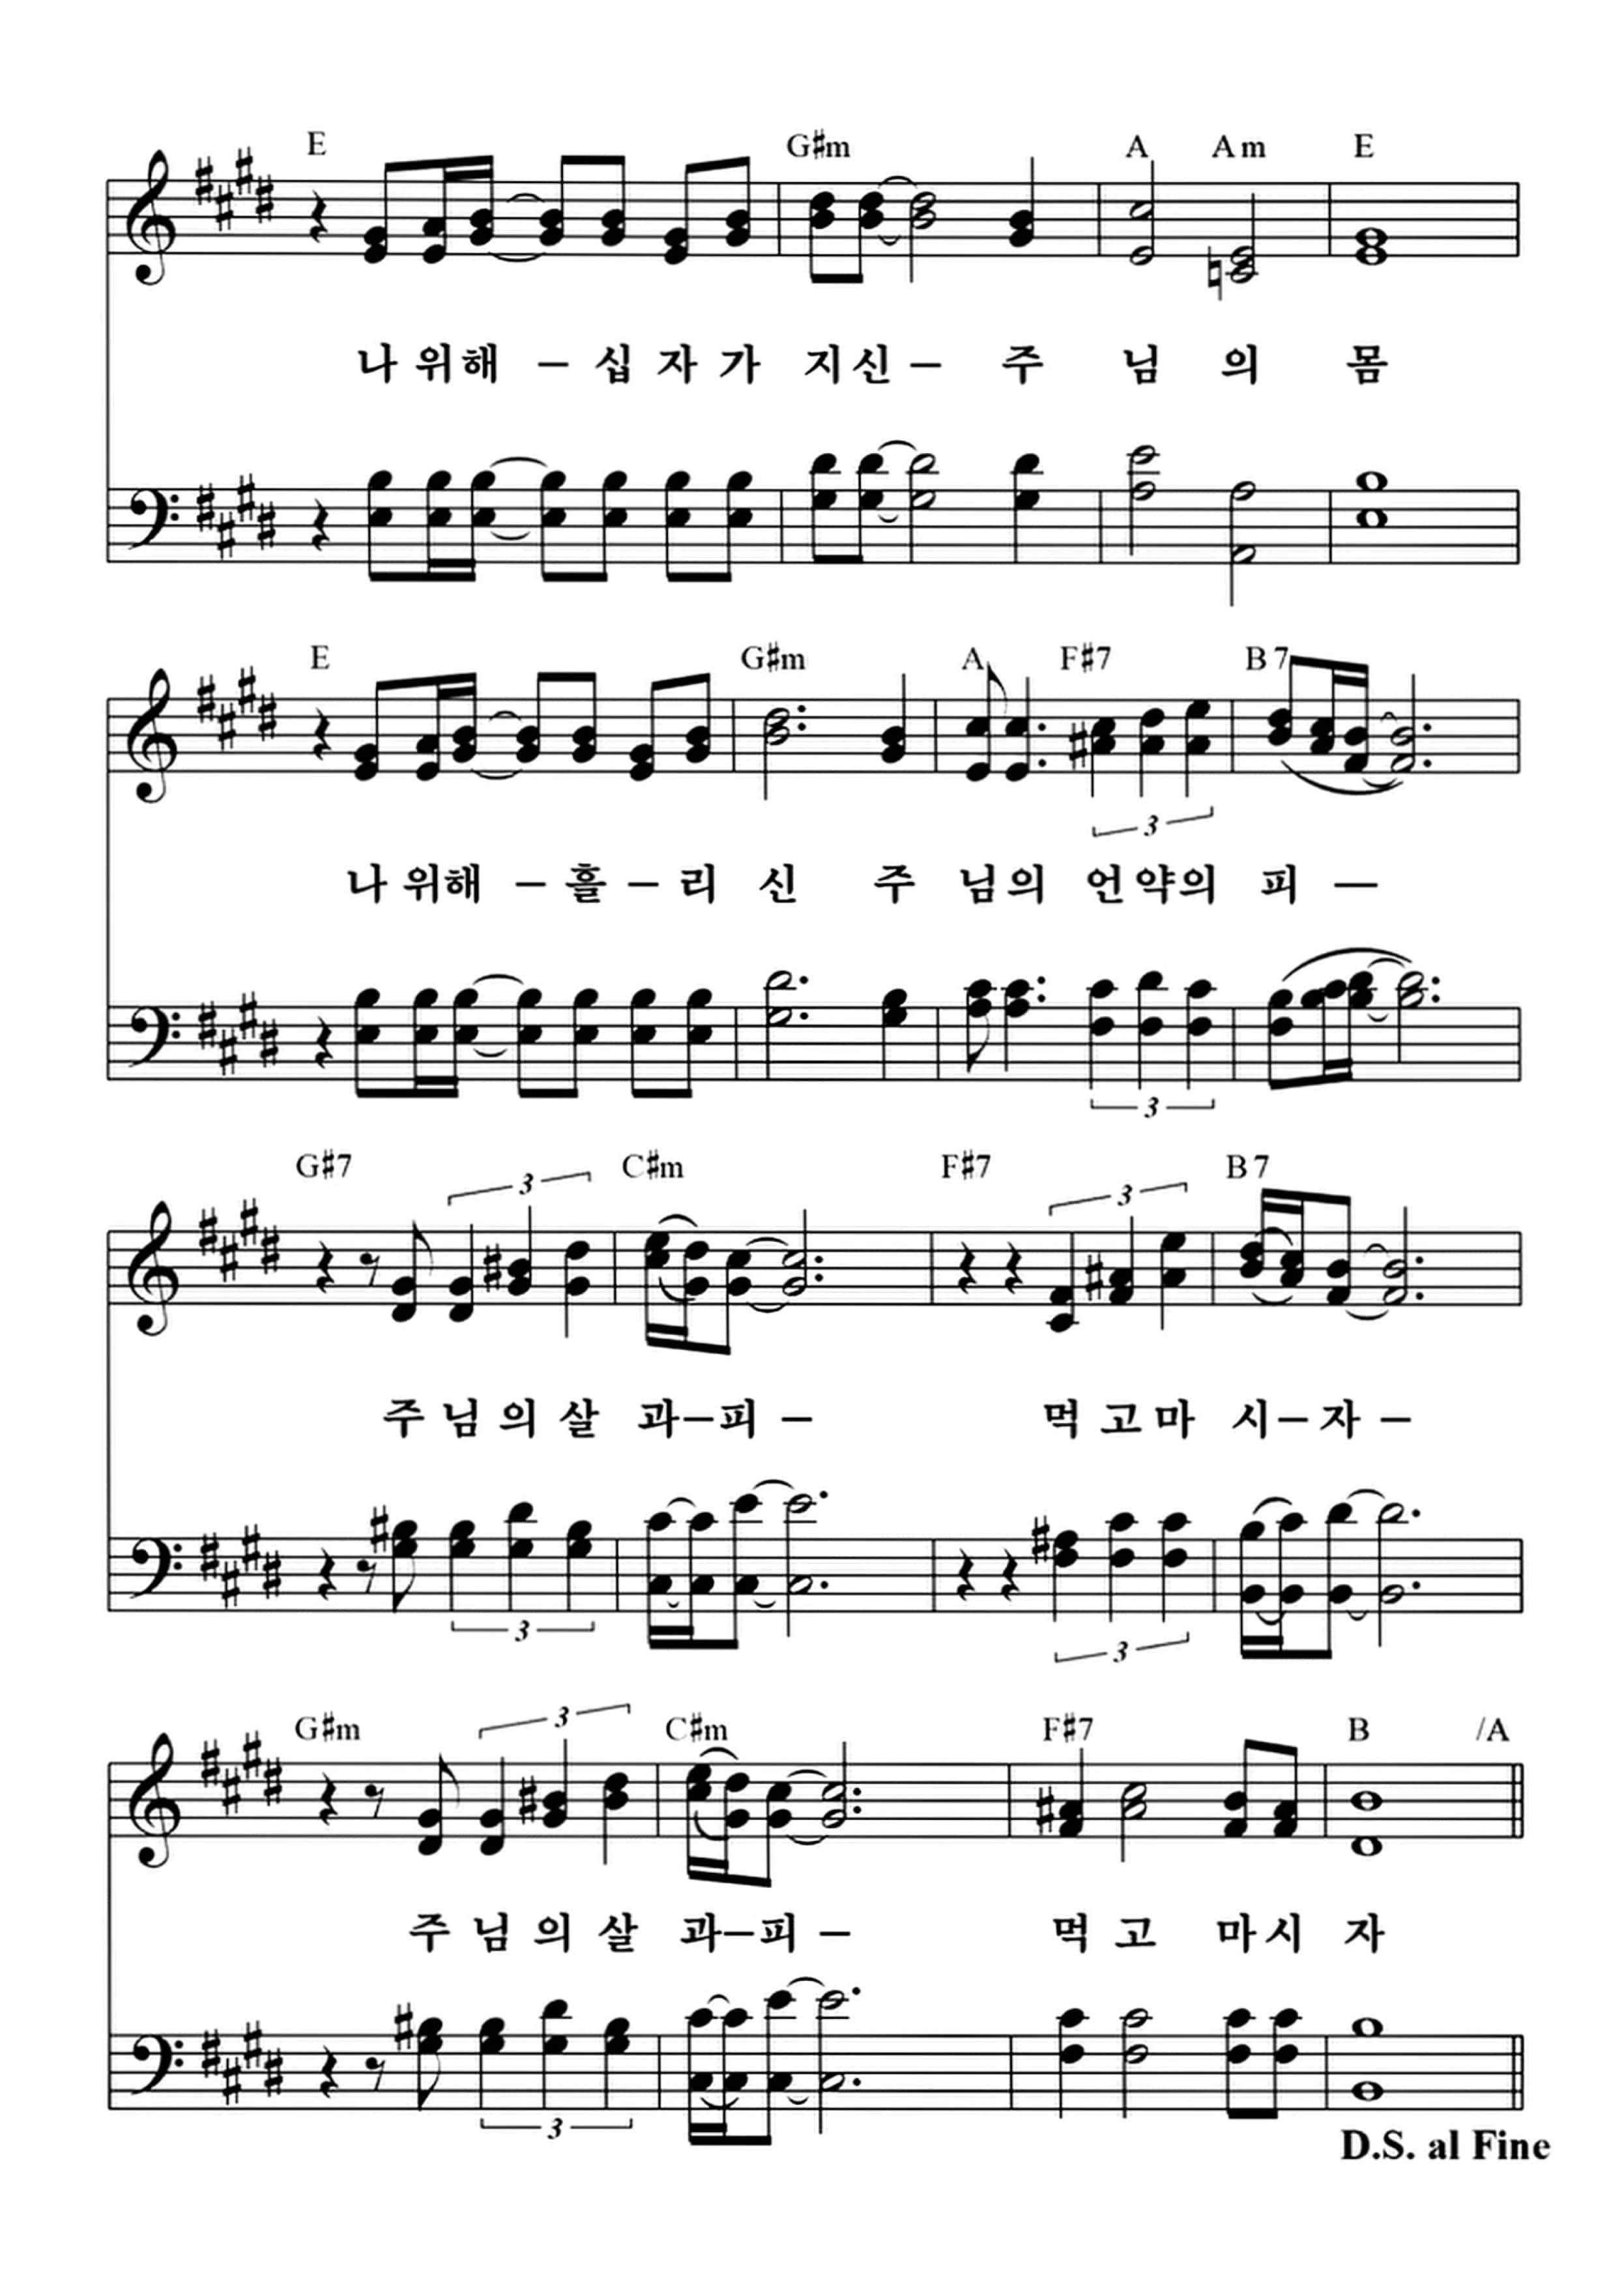 E G#m A Am E
나 위해 – 십 자 가 지신 – 주 님 의 몸
E G#m A F#7 B7
3
나 위해 – 흘 – 리 신 주 님의 언약의 피 –
3
G#7 3 C#m F#7 3 B7
주 님 의 살 과–피 – 먹 고마 시–자 –
3 3
G#m 3 C#m F#7 B /A
주 님 의 살 과–피 – 먹 고 마시 자
3
D.S. al Fine